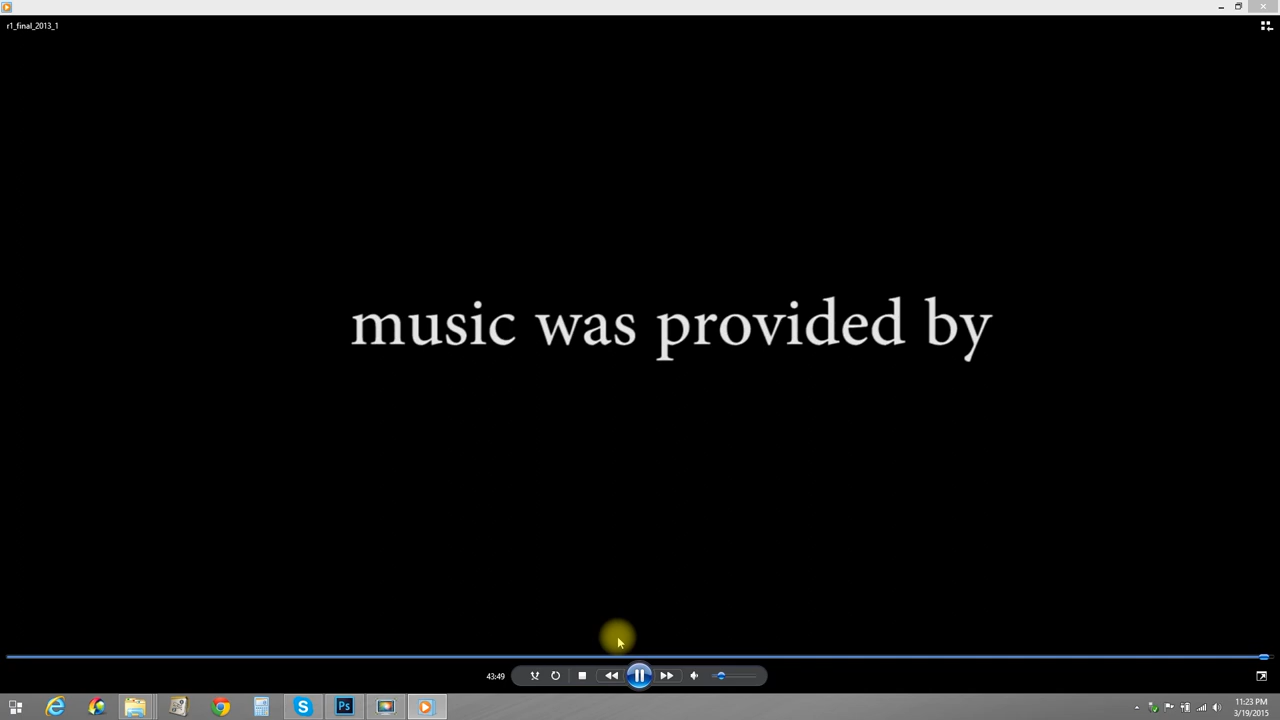 r1_final_2013_1
music was provided by
43:49
11:23 PM
3/19/2015